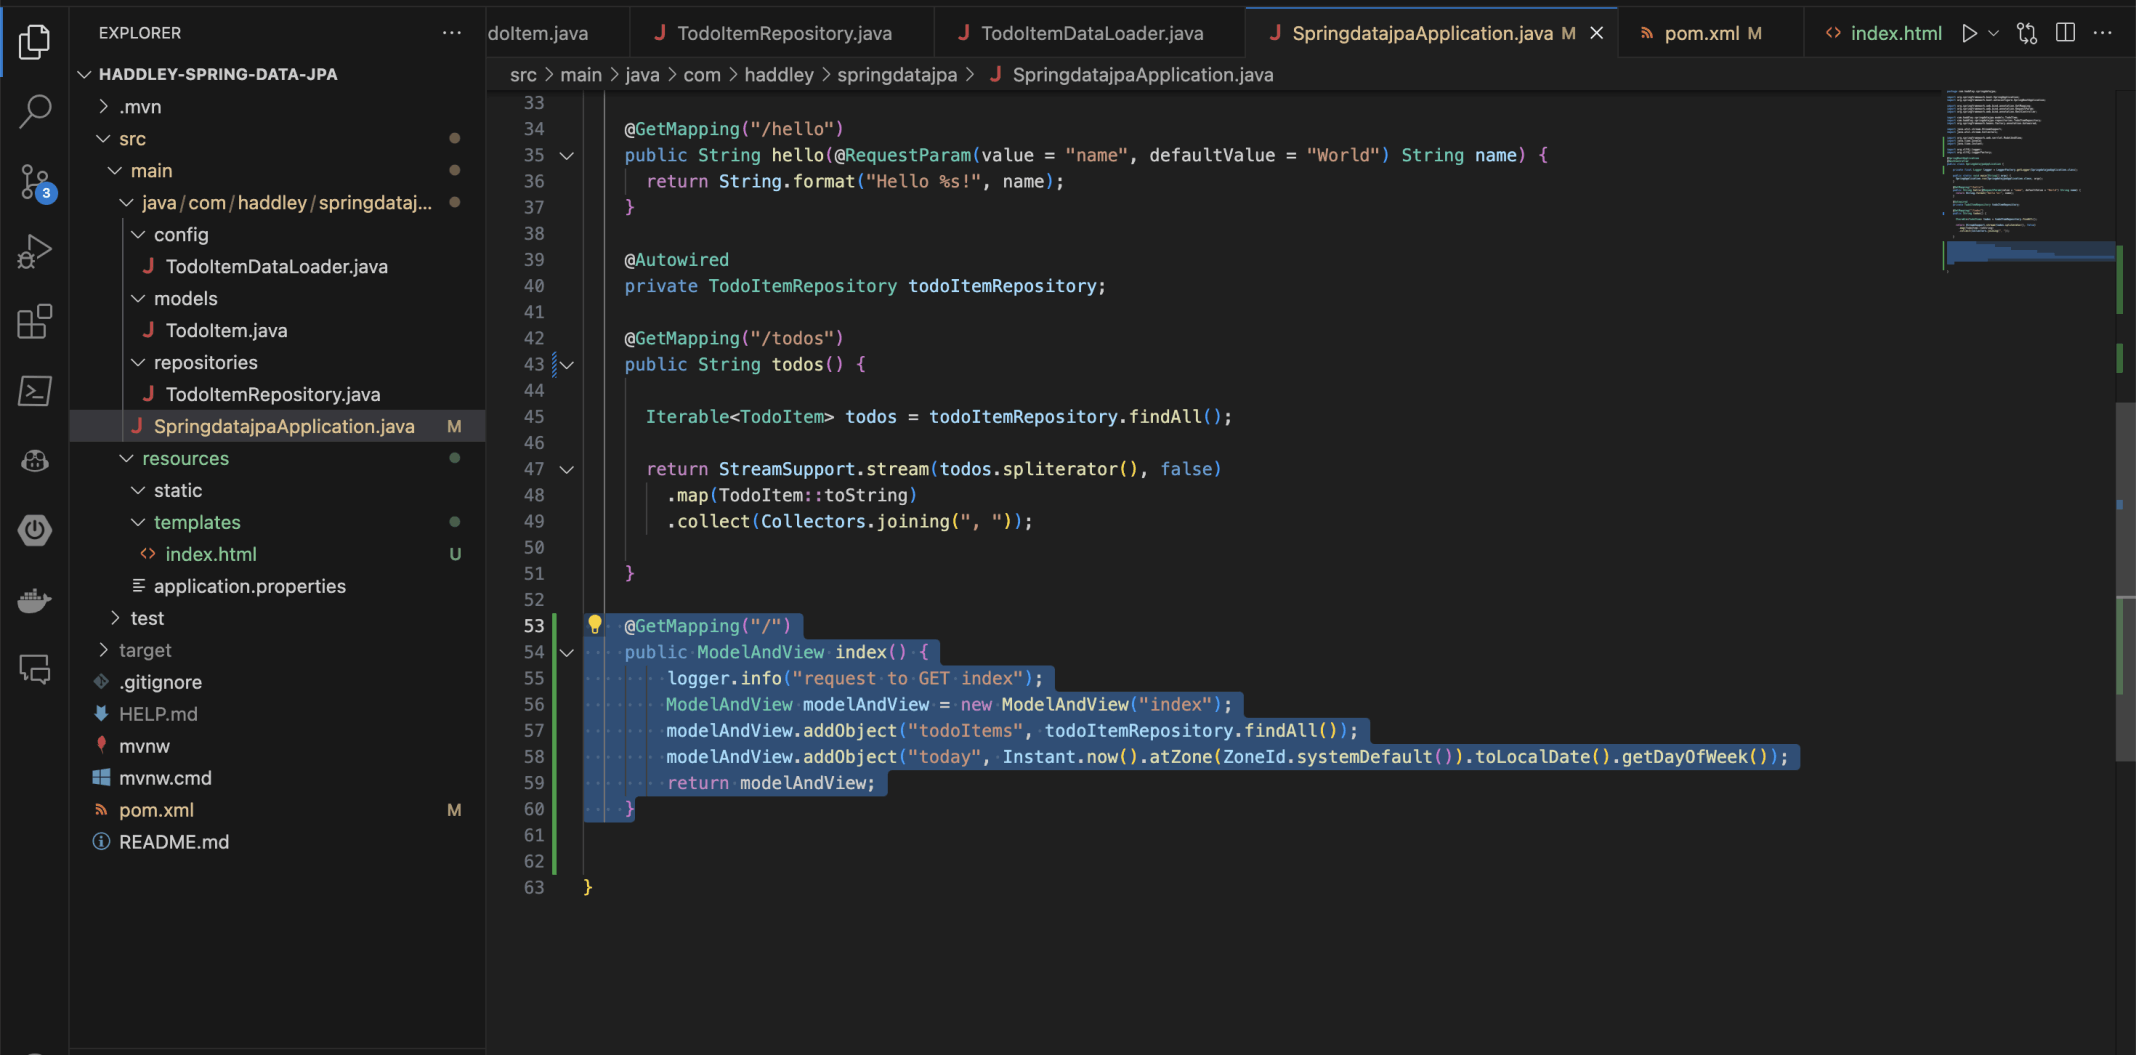 EXPLORER
HADDLEY-SPRING-DATA-JPA
.mvn
src
main
java/com/haddley/springdataj...
config
TodoItemDataLoader.java
models
TodoItem.java
repositories
TodoItemRepository.java
SpringdatajpaApplication.java M
resources
static
templates
index.html U
application.properties
test
target
.gitignore
HELP.md
mvnw
mvnw.cmd
pom.xml M
README.md
3
doItem.java
TodoItemRepository.java
TodoItemDataLoader.java
SpringdatajpaApplication.java M
pom.xml M
index.html
src > main > java > com > haddley > springdatajpa > SpringdatajpaApplication.java
33
34 @GetMapping("/hello")
35 public String hello(@RequestParam(value = "name", defaultValue = "World") String name) {
36 return String.format("Hello %s!", name);
37 }
38
39 @Autowired
40 private TodoItemRepository todoItemRepository;
41
42 @GetMapping("/todos")
43 public String todos() {
44
45 Iterable<TodoItem> todos = todoItemRepository.findAll();
46
47 return StreamSupport.stream(todos.spliterator(), false)
48 .map(TodoItem::toString)
49 .collect(Collectors.joining(", "));
50
51 }
52
53 @GetMapping("/")
54 public ModelAndView index() {
55 logger.info("request to GET index");
56 ModelAndView modelAndView = new ModelAndView("index");
57 modelAndView.addObject("todoItems", todoItemRepository.findAll());
58 modelAndView.addObject("today", Instant.now().atZone(ZoneId.systemDefault()).toLocalDate().getDayOfWeek());
59 return modelAndView;
60 }
61
62
63 }